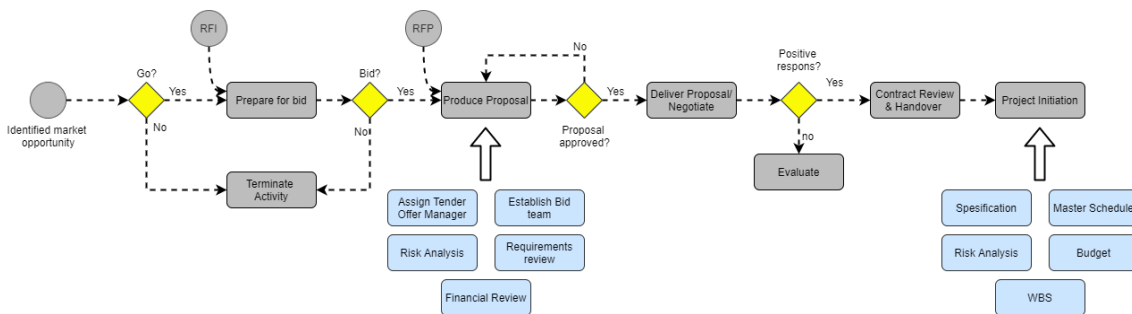 RFI
RFP
Go?
Yes
No
Identified market
opportunity
Prepare for bid
Bid?
Yes
No
Terminate
Activity
Produce Proposal
No
Yes
Proposal
approved?
Deliver Proposal/
Negotiate
Positive
respons?
Yes
no
Evaluate
Contract Review
& Handover
Project Initiation
Assign Tender
Offer Manager
Establish Bid
team
Risk Analysis
Requirements
review
Financial Review
Spesification
Master Schedule
Risk Analysis
Budget
WBS